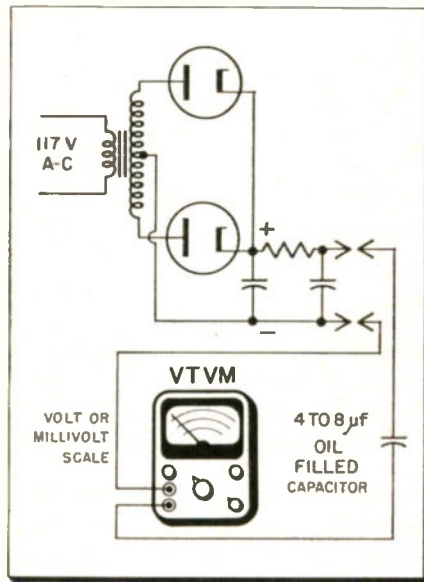 117 V
A-C
+
−
VTVM
VOLT OR
MILLIVOLT
SCALE
4 TO 8 µf
OIL
FILLED
CAPACITOR